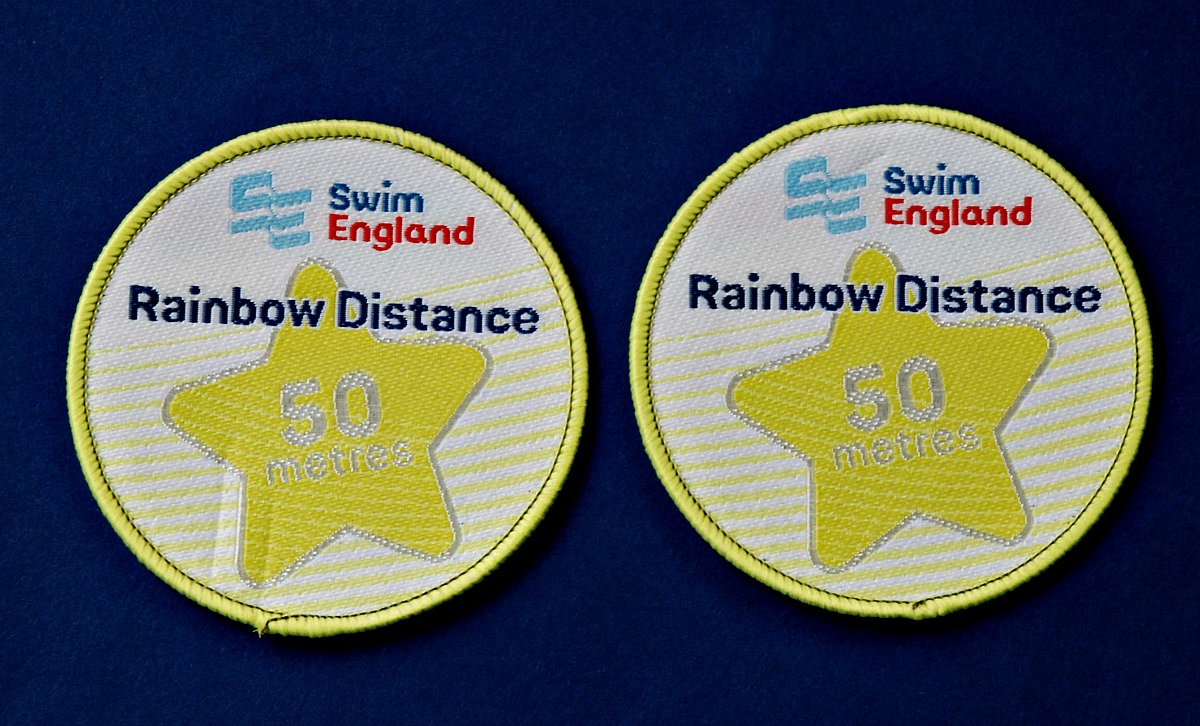 Swim
England
Rainbow Distance
50
metres
Swim
England
Rainbow Distance
50
metres